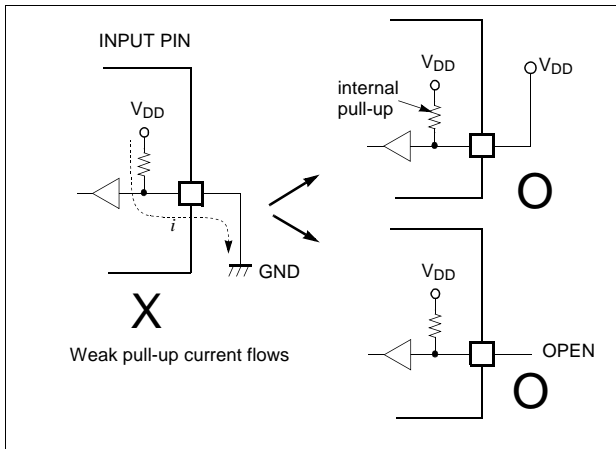 INPUT PIN
VDD
i
GND
X
Weak pull-up current flows
VDD
internal
pull-up
VDD
O
VDD
OPEN
O